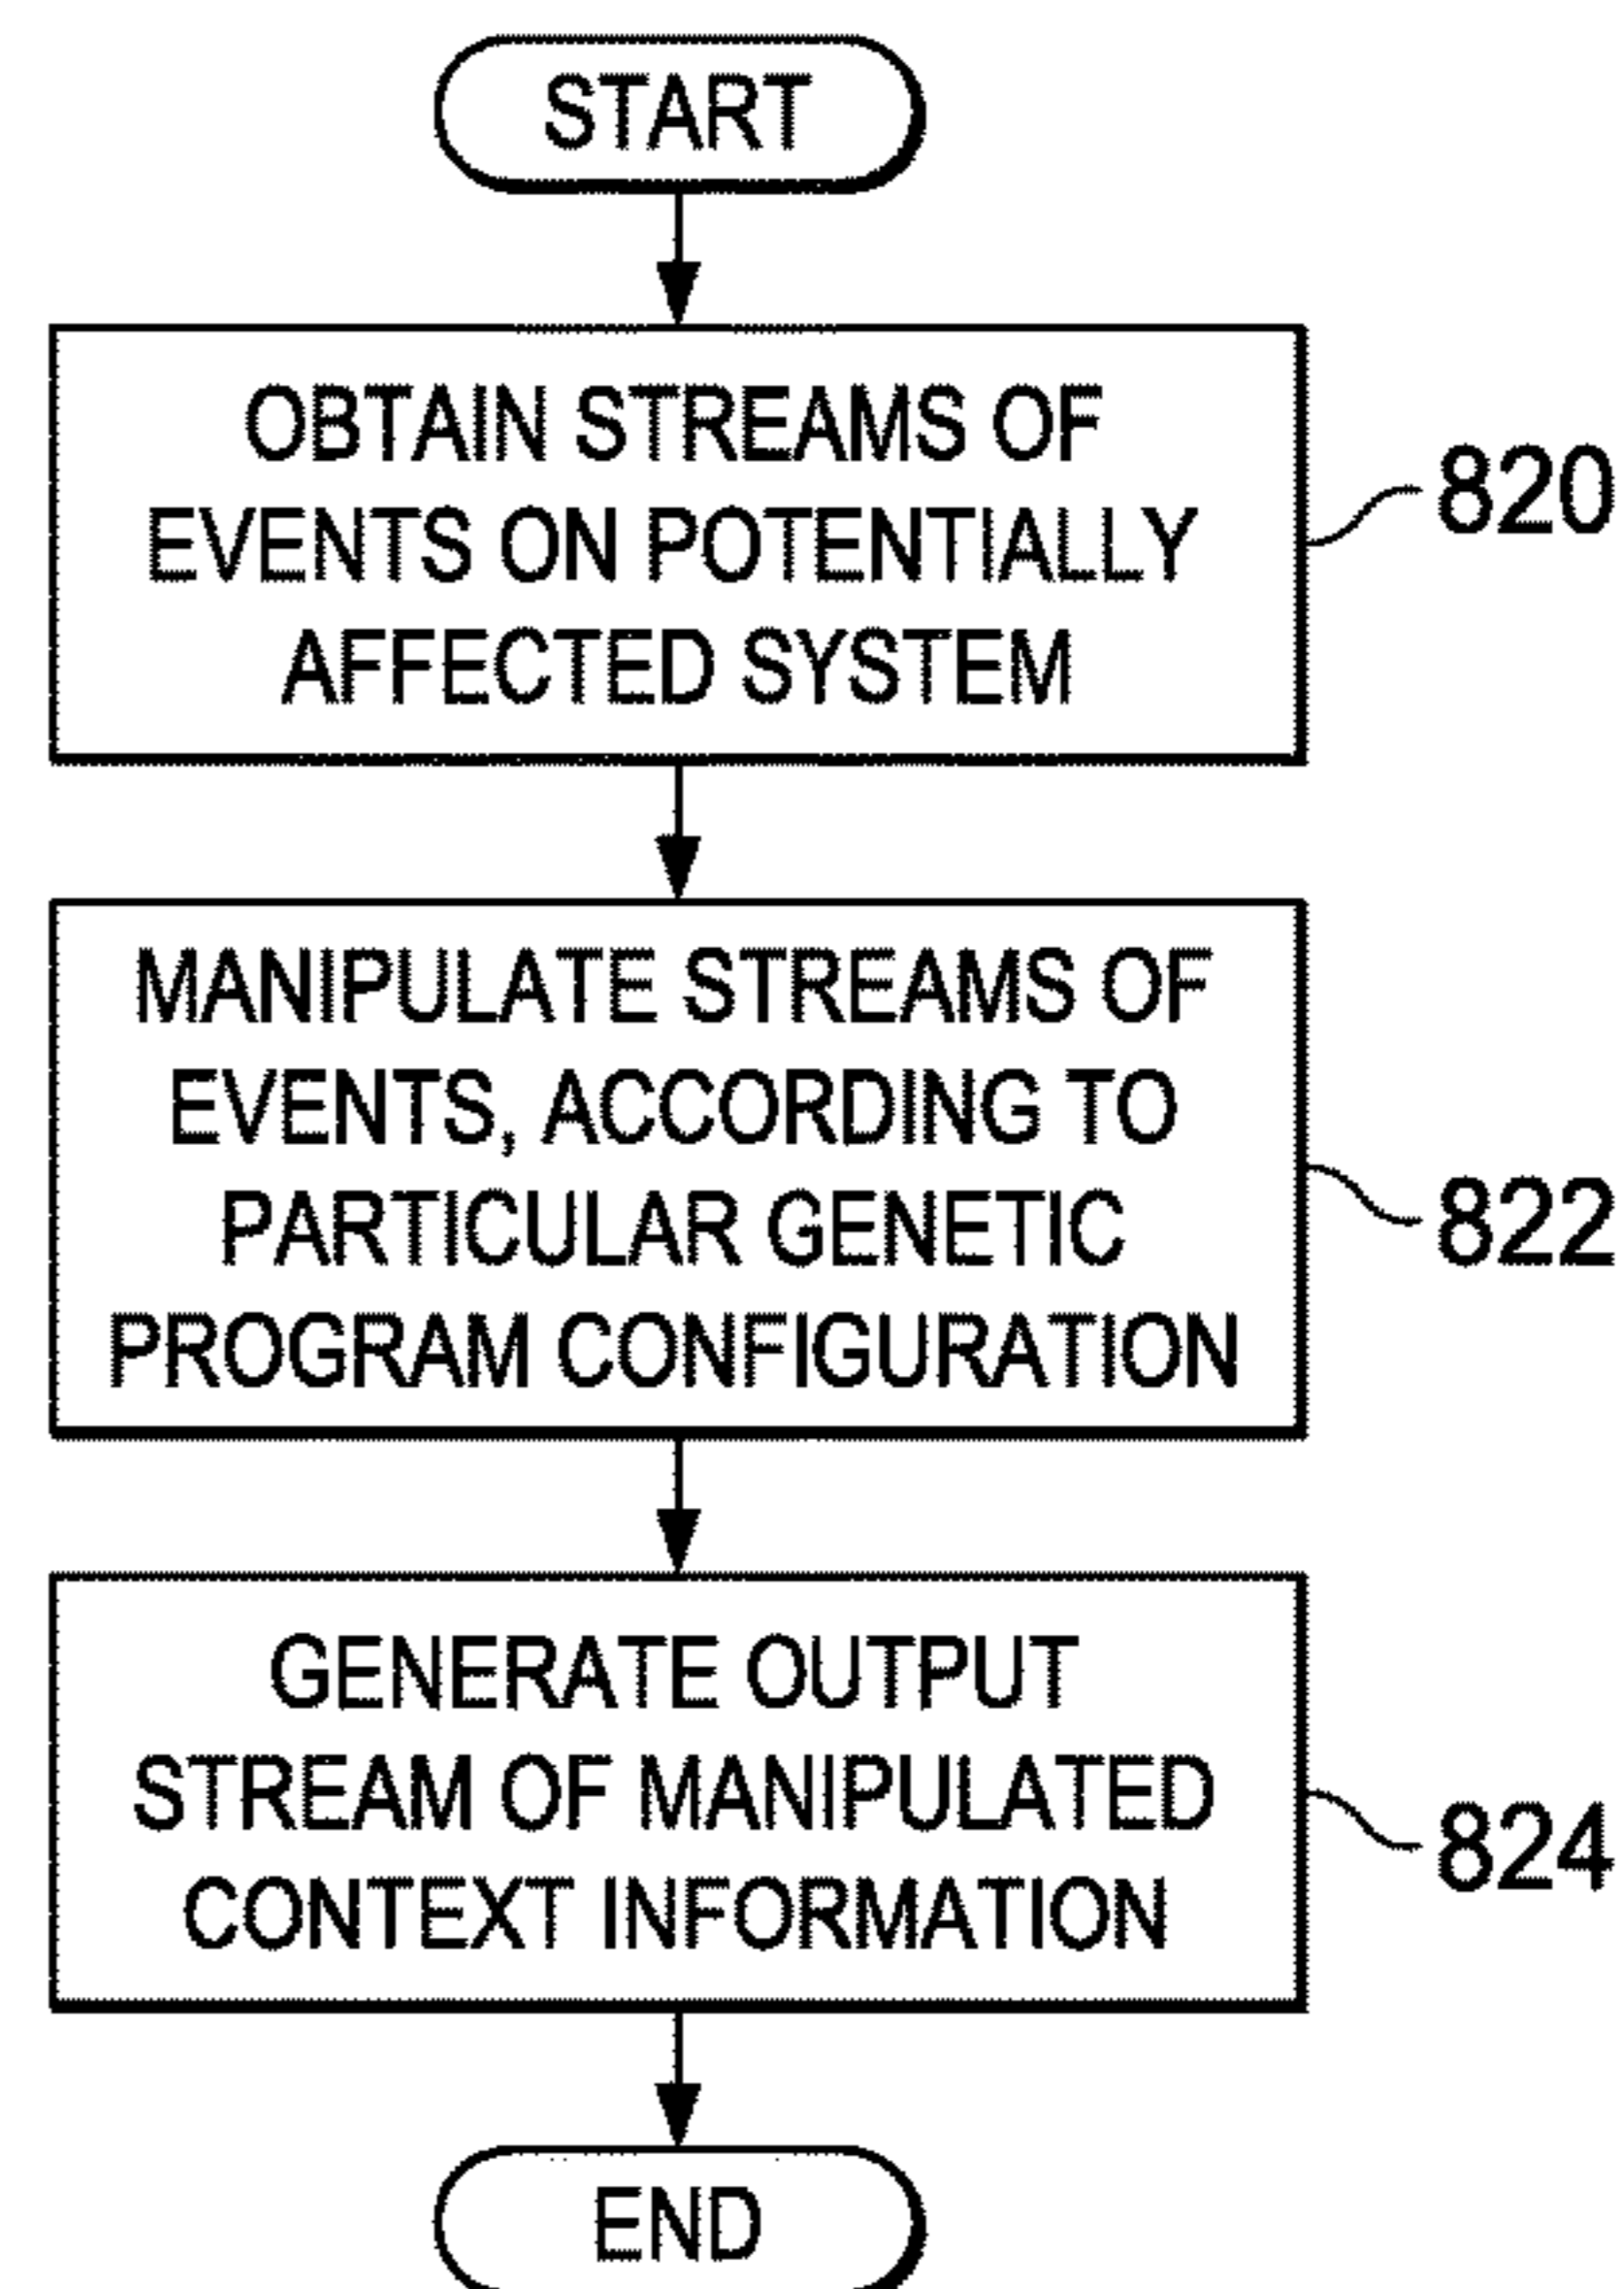 START
OBTAIN STREAMS OF
EVENTS ON POTENTIALLY
AFFECTED SYSTEM
820
MANIPULATE STREAMS OF
EVENTS, ACCORDING TO
PARTICULAR GENETIC
PROGRAM CONFIGURATION
822
GENERATE OUTPUT
STREAM OF MANIPULATED
CONTEXT INFORMATION
824
END